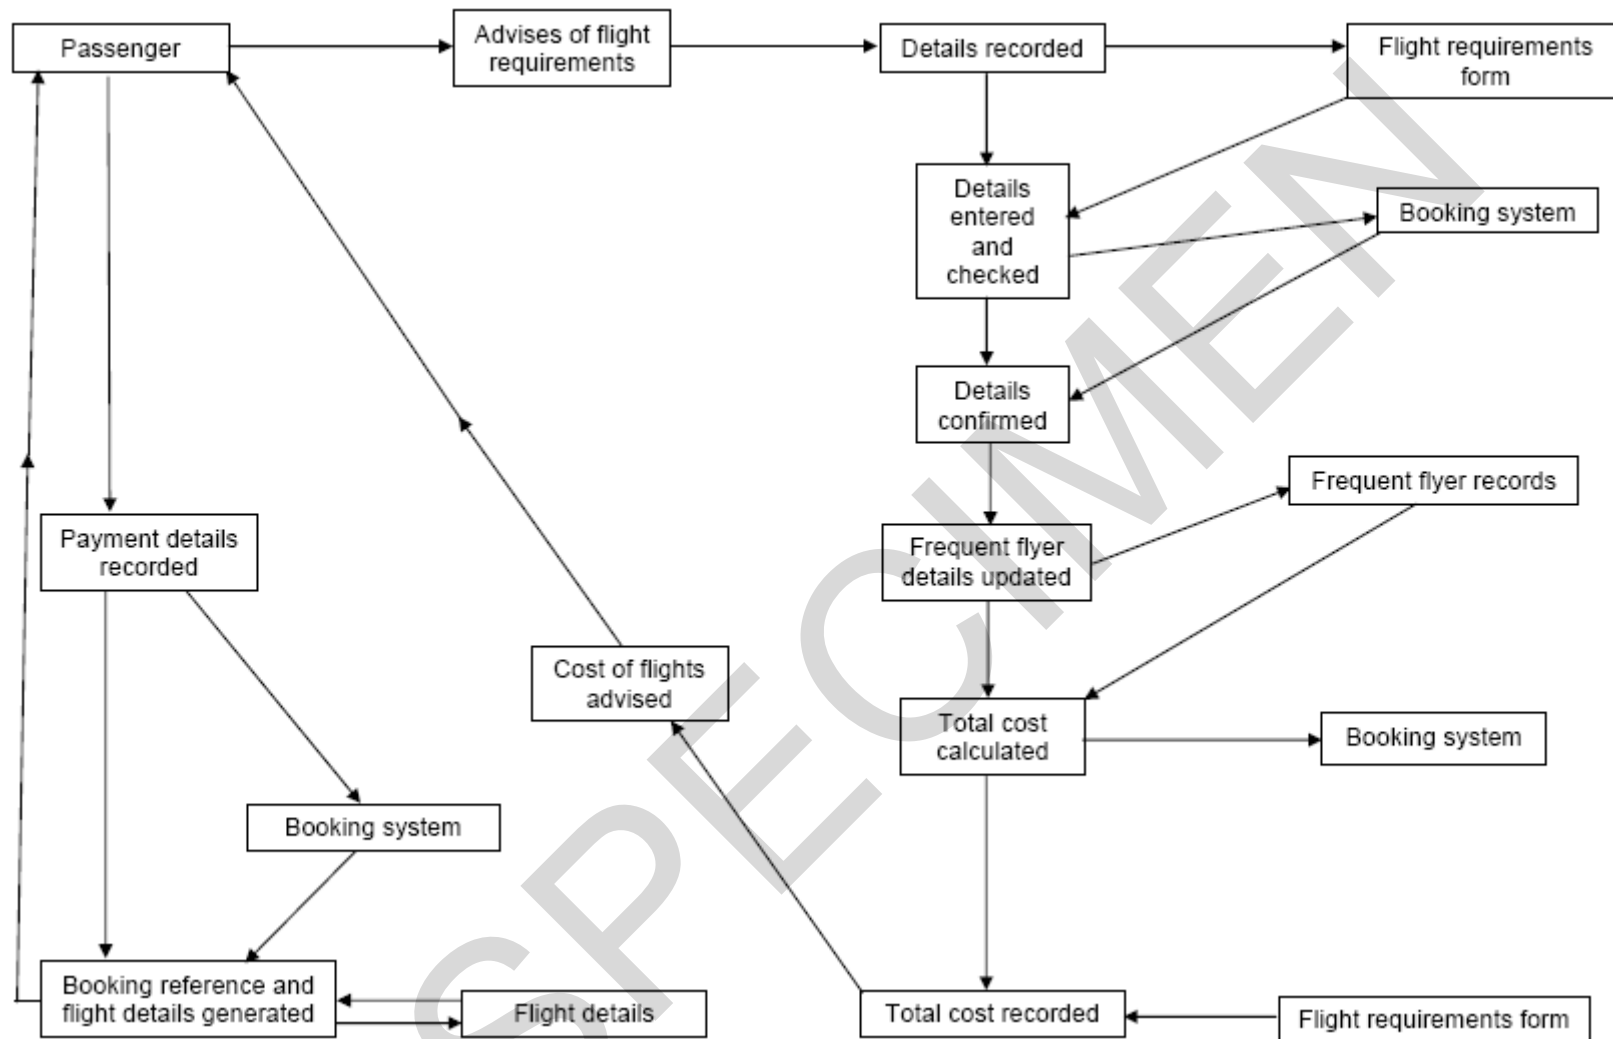 Passenger
Advises of flight
requirements
Details recorded
Flight requirements
form
Details
entered
and
checked
Booking system
Details
confirmed
Frequent flyer records
Payment details
recorded
Frequent flyer
details updated
Cost of flights
advised
Total cost
calculated
Booking system
Booking system
Booking reference and
flight details generated
Flight details
Total cost recorded
Flight requirements form
SPECIMEN